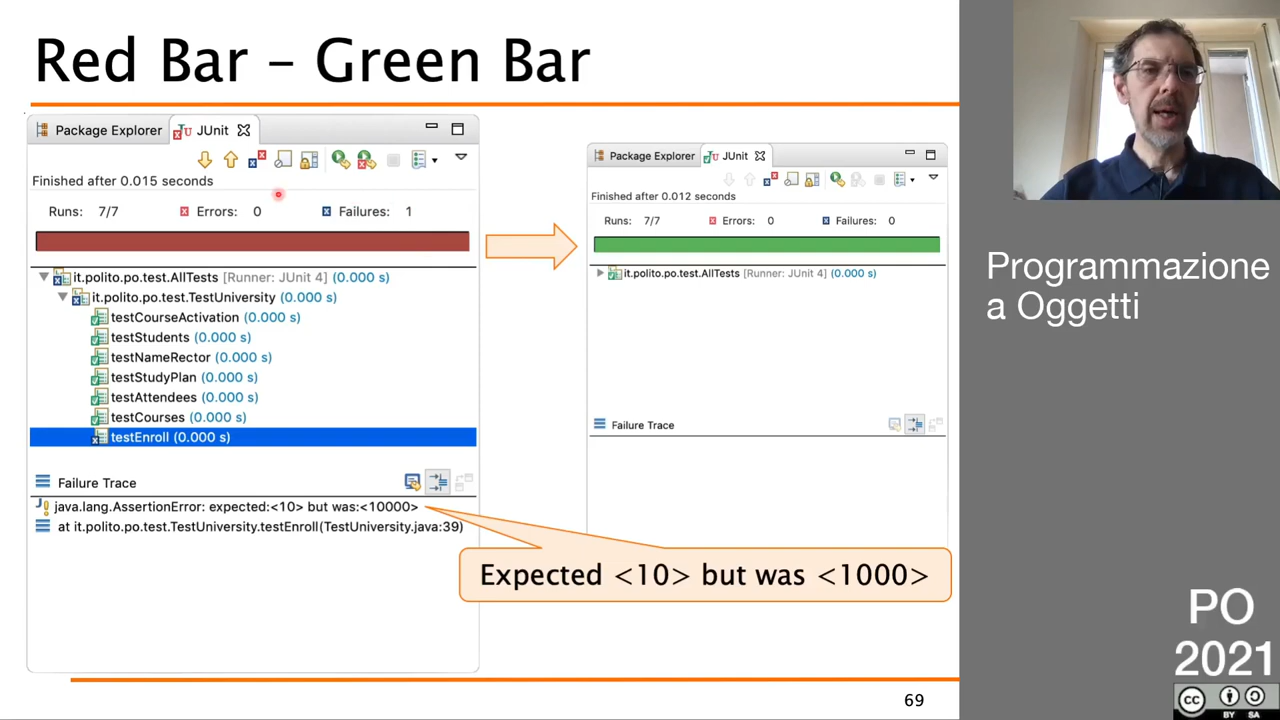 Red Bar – Green Bar
Package Explorer JUnit
Finished after 0.015 seconds
Runs: 7/7 Errors: 0 Failures: 1
it.polito.po.test.AllTests [Runner: JUnit 4] (0.000 s)
it.polito.po.test.TestUniversity (0.000 s)
testCourseActivation (0.000 s)
testStudents (0.000 s)
testNameRector (0.000 s)
testStudyPlan (0.000 s)
testAttendees (0.000 s)
testCourses (0.000 s)
testEnroll (0.000 s)
Failure Trace
java.lang.AssertionError: expected:<10> but was:<10000>
at it.polito.po.test.TestUniversity.testEnroll(TestUniversity.java:39)
Package Explorer JUnit
Finished after 0.012 seconds
Runs: 7/7 Errors: 0 Failures: 0
it.polito.po.test.AllTests [Runner: JUnit 4] (0.000 s)
Failure Trace
Expected <10> but was <1000>
69
Programmazione
a Oggetti
PO
2021
CC BY SA